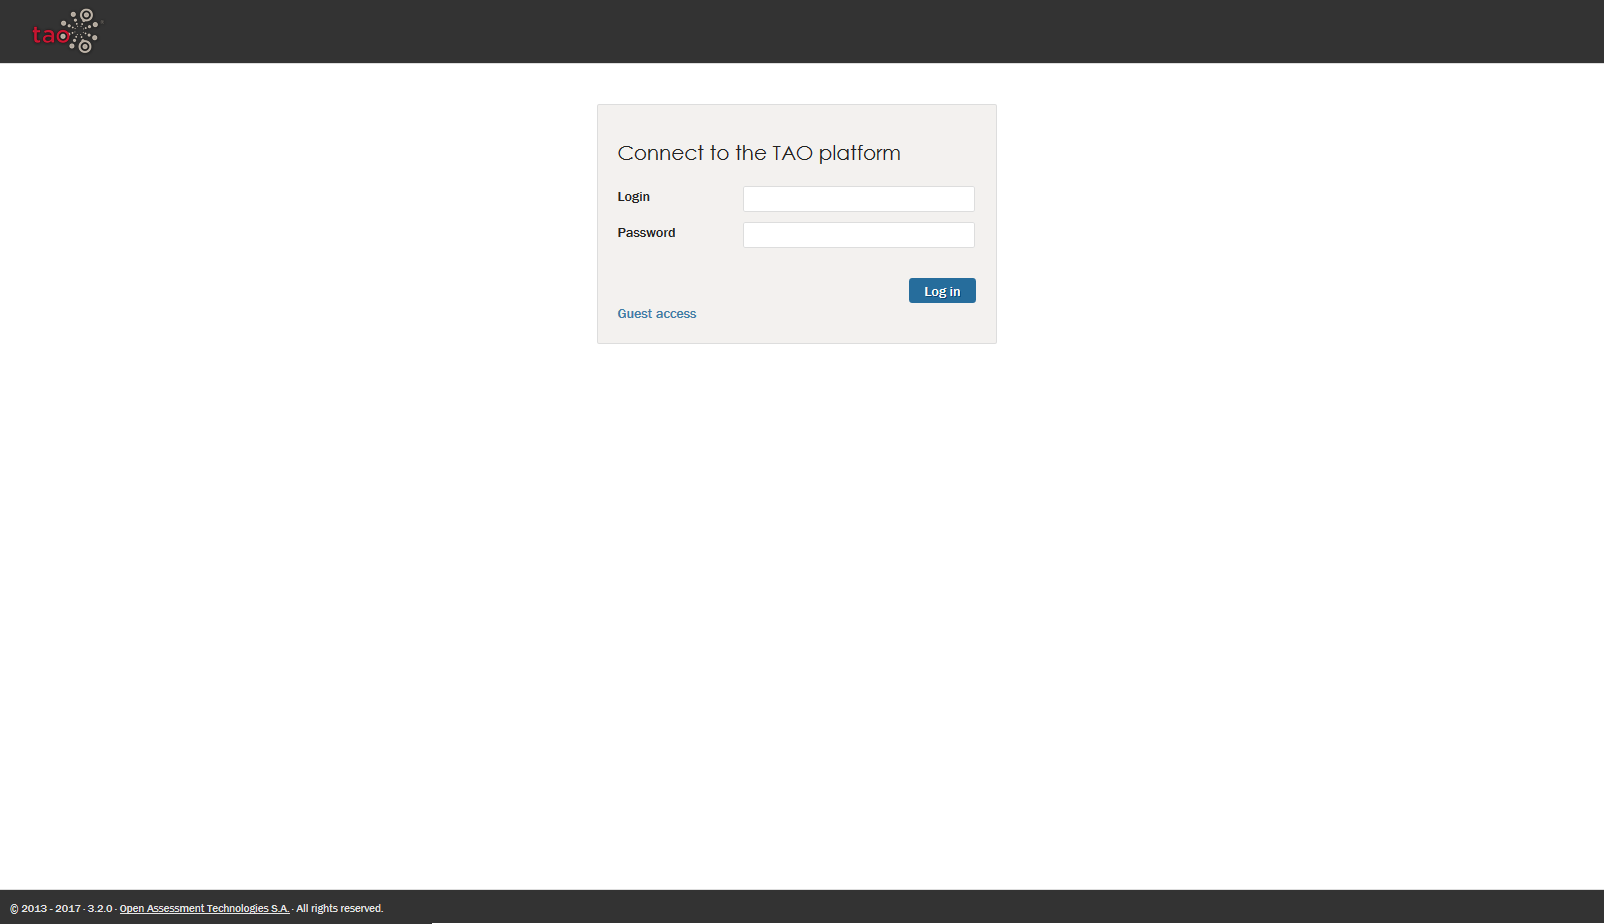 tao
Connect to the TAO platform
Login
Password
Log in
Guest access
© 2013 - 2017 · 3.2.0 · Open Assessment Technologies S.A. · All rights reserved.